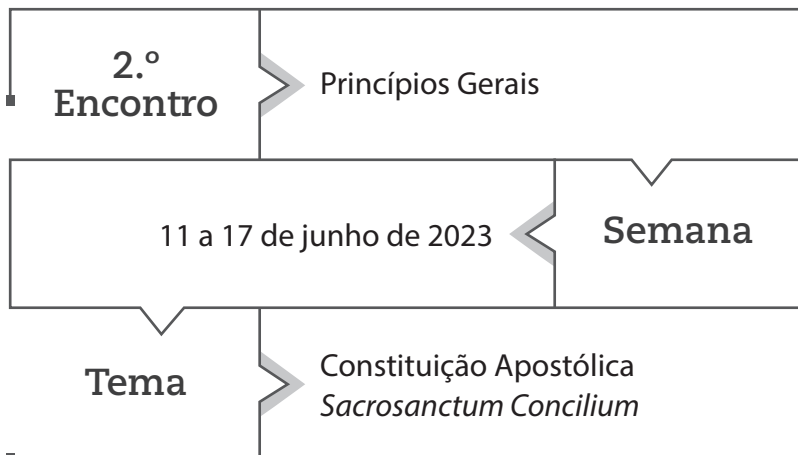 2.º
Encontro
Princípios Gerais
11 a 17 de junho de 2023
Semana
Tema
Constituição Apostólica
Sacrosanctum Concilium